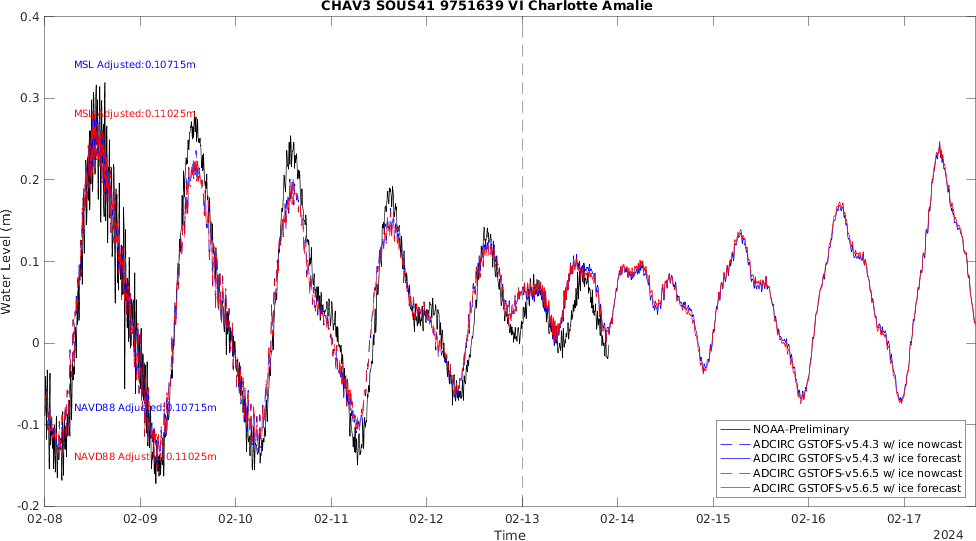 CHAV3 SOUS41 9751639 VI Charlotte Amalie
0.4
0.3
0.2
0.1
0
-0.1
-0.2
Water Level (m)
MSL Adjusted:0.10715m
MSL Adjusted:0.11025m
NAVD88 Adjusted:0.10715m
NAVD88 Adjusted:0.11025m
NOAA-Preliminary
ADCIRC GSTOFS-v5.4.3 w/ ice nowcast
ADCIRC GSTOFS-v5.4.3 w/ ice forecast
ADCIRC GSTOFS-v5.6.5 w/ ice nowcast
ADCIRC GSTOFS-v5.6.5 w/ ice forecast
02-08 02-09 02-10 02-11 02-12 02-13 02-14 02-15 02-16 02-17
Time
2024